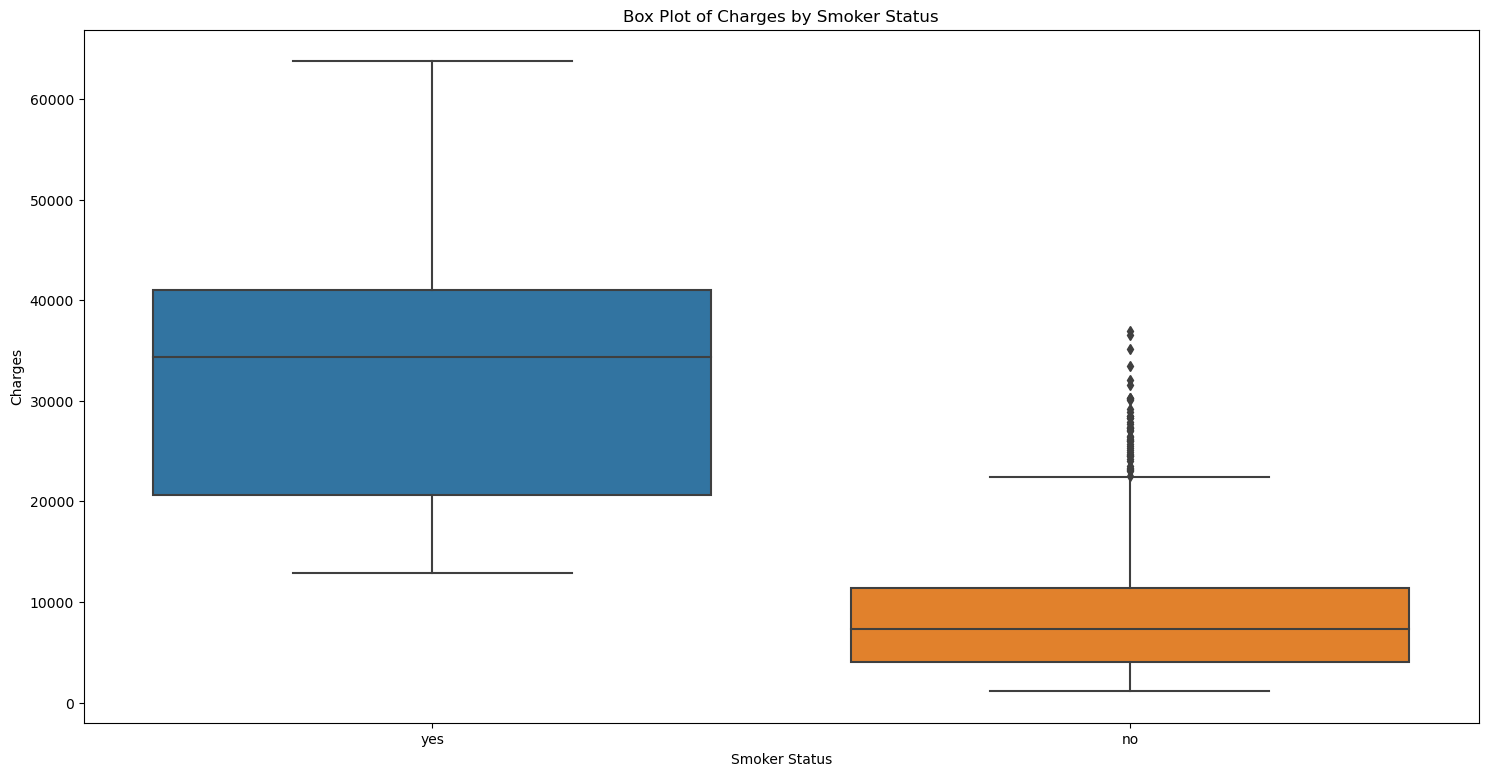 Box Plot of Charges by Smoker Status
60000
50000
40000
30000
20000
10000
0
Charges
yes
no
Smoker Status